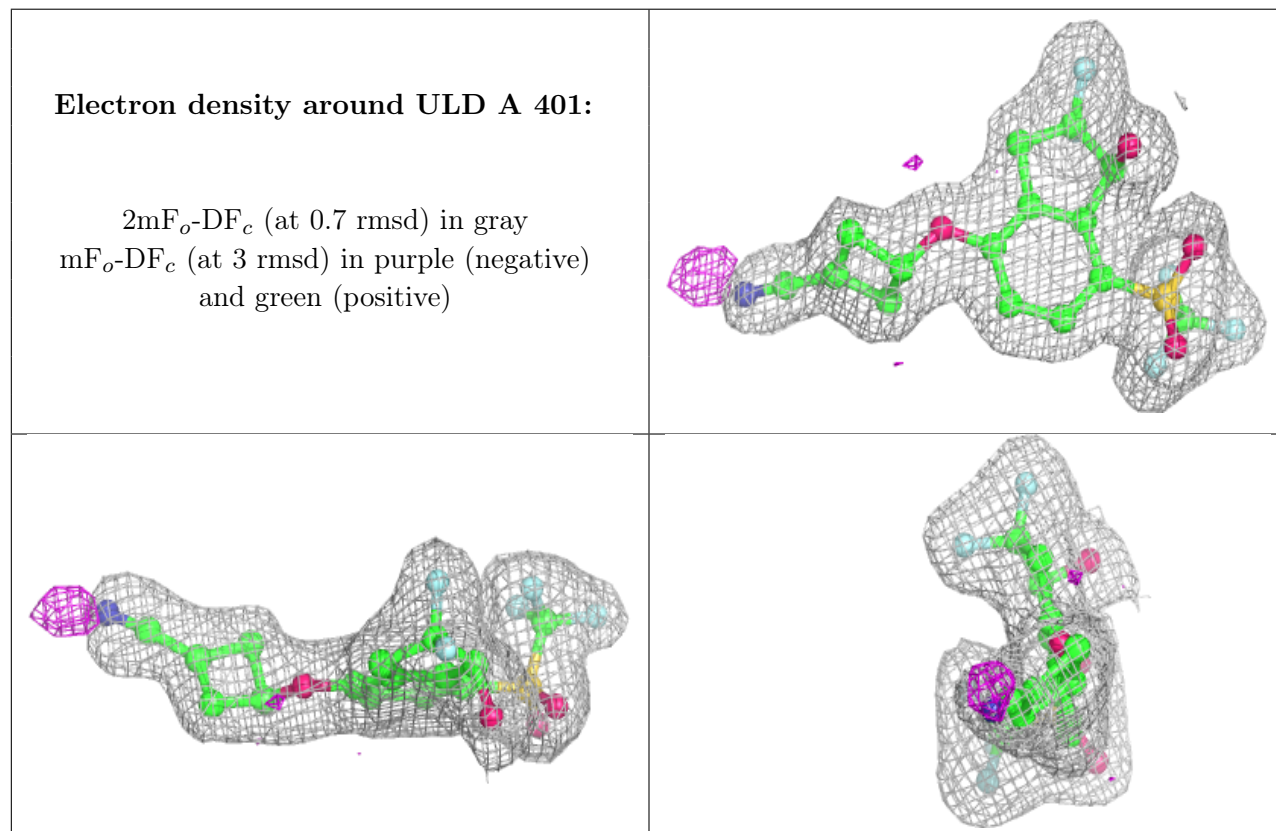 Electron density around ULD A 401:
2mFo-DFc (at 0.7 rmsd) in gray
mFo-DFc (at 3 rmsd) in purple (negative)
and green (positive)